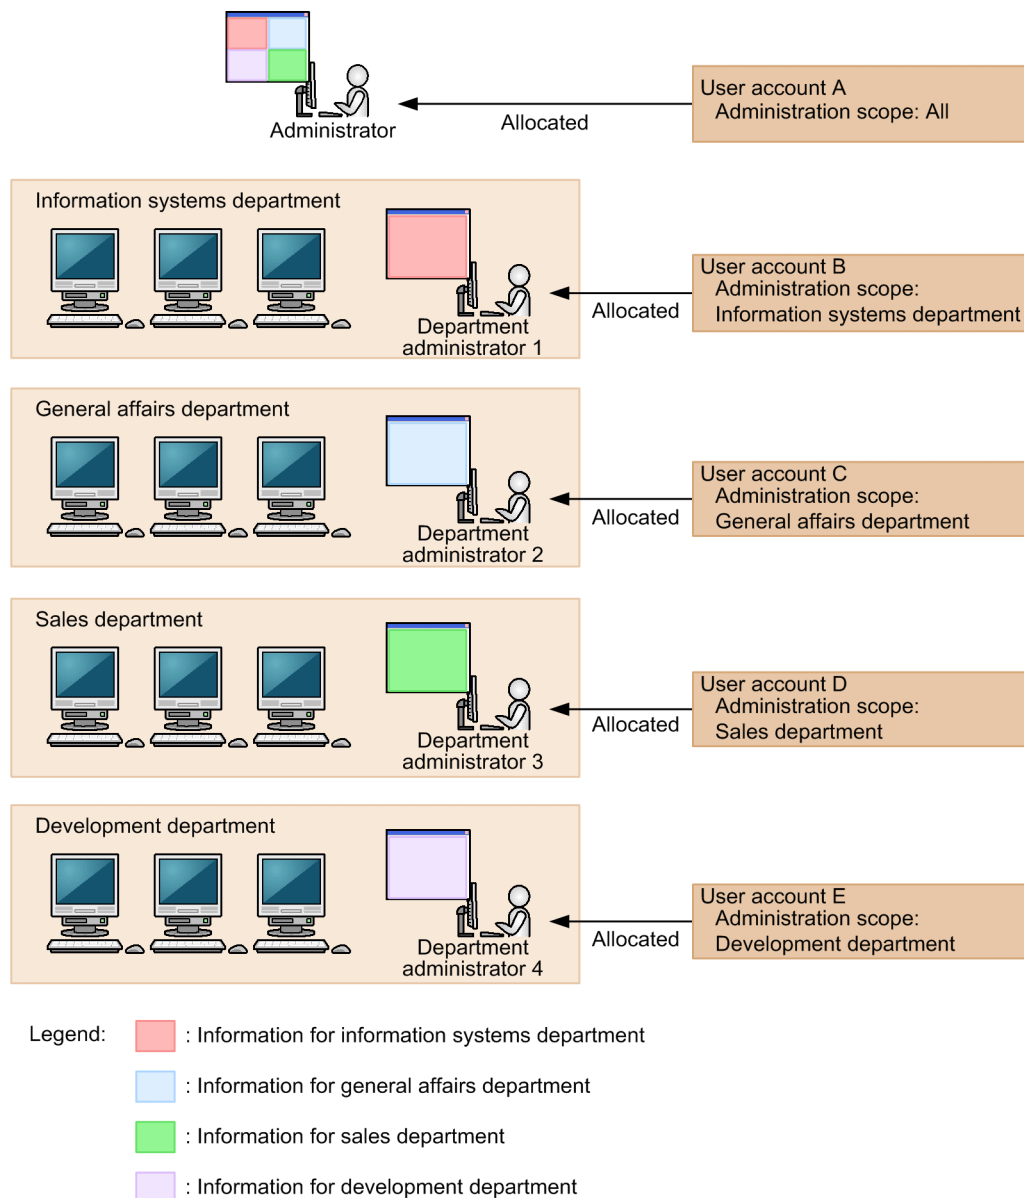 Administrator
Allocated
User account A
Administration scope: All
Information systems department
Department
administrator 1
Allocated
User account B
Administration scope:
Information systems department
General affairs department
Department
administrator 2
Allocated
User account C
Administration scope:
General affairs department
Sales department
Department
administrator 3
Allocated
User account D
Administration scope:
Sales department
Development department
Department
administrator 4
Allocated
User account E
Administration scope:
Development department
Legend:
: Information for information systems department
: Information for general affairs department
: Information for sales department
: Information for development department